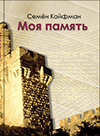 Семён Койфман
Моя память